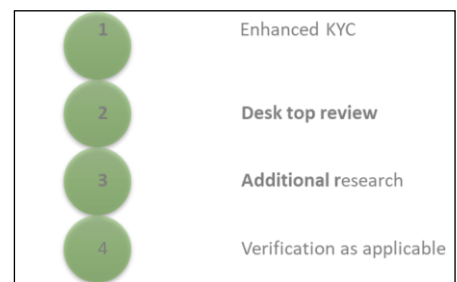 1 Enhanced KYC
2 Desk top review
3 Additional research
4 Verification as applicable